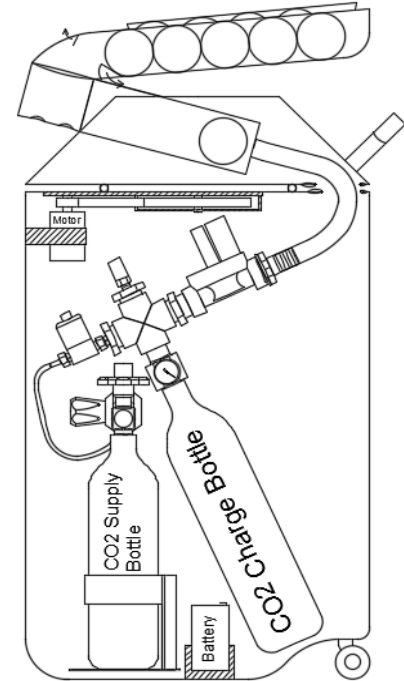 Motor
CO2 Supply
Bottle
CO2 Charge Bottle
Battery